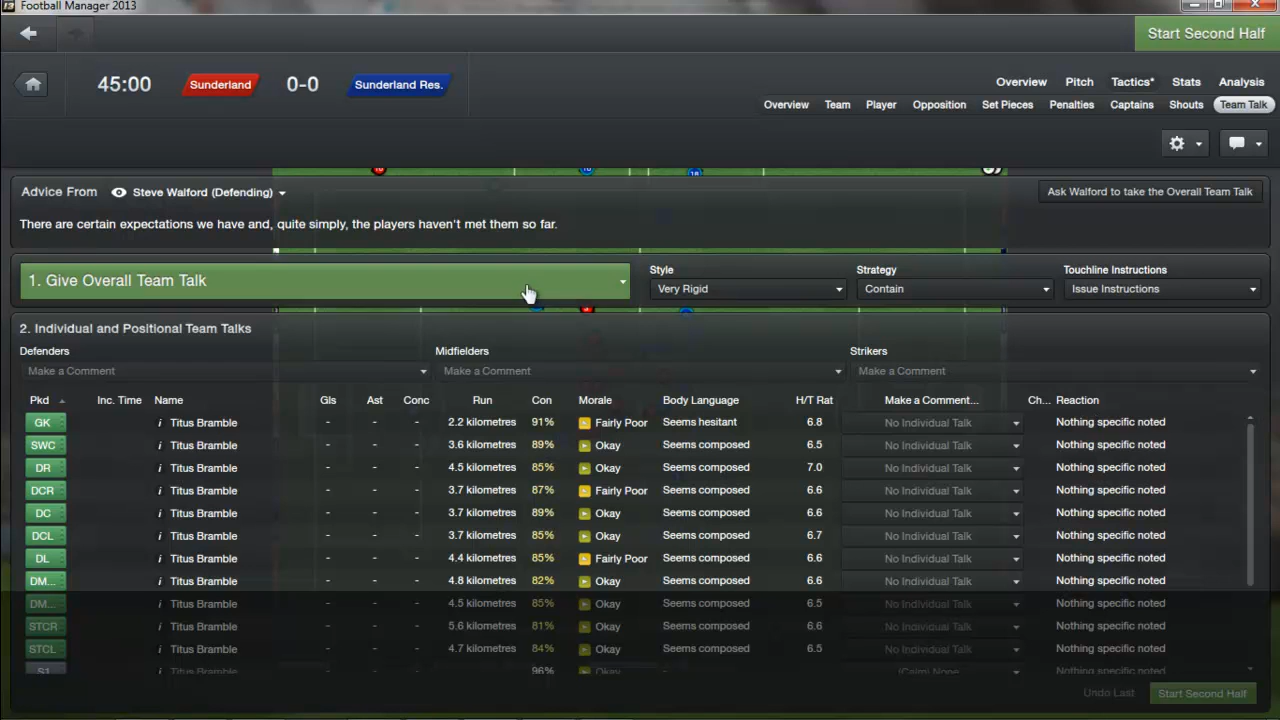 Football Manager 2013
Start Second Half
45:00 Sunderland 0-0 Sunderland Res.
Overview Pitch Tactics* Stats Analysis
Overview Team Player Opposition Set Pieces Penalties Captains Shouts Team Talk
Advice From Steve Walford (Defending) Ask Walford to take the Overall Team Talk
There are certain expectations we have and, quite simply, the players haven't met them so far.
1. Give Overall Team Talk
Style Strategy Touchline Instructions
Very Rigid Contain Issue Instructions
2. Individual and Positional Team Talks
Defenders Midfielders Strikers
Make a Comment Make a Comment Make a Comment
Pkd Inc. Time Name Gls Ast Conc Run Con Morale Body Language H/T Rat Make a Comment... Ch... Reaction
GK i Titus Bramble - - - 2.2 kilometres 91% Fairly Poor Seems hesitant 6.8 No Individual Talk Nothing specific noted
SWC i Titus Bramble - - - 3.6 kilometres 89% Okay Seems composed 6.5 No Individual Talk Nothing specific noted
DR i Titus Bramble - - - 4.5 kilometres 85% Okay Seems composed 7.0 No Individual Talk Nothing specific noted
DCR i Titus Bramble - - - 3.7 kilometres 87% Fairly Poor Seems composed 6.6 No Individual Talk Nothing specific noted
DC i Titus Bramble - - - 3.7 kilometres 89% Okay Seems composed 6.6 No Individual Talk Nothing specific noted
DCL i Titus Bramble - - - 3.7 kilometres 85% Okay Seems composed 6.7 No Individual Talk Nothing specific noted
DL i Titus Bramble - - - 4.4 kilometres 85% Fairly Poor Seems composed 6.6 No Individual Talk Nothing specific noted
DM... i Titus Bramble - - - 4.8 kilometres 82% Okay Seems composed 6.6 No Individual Talk Nothing specific noted
DM... i Titus Bramble - - - 4.5 kilometres 85% Okay Seems composed 6.5 No Individual Talk Nothing specific noted
STCR i Titus Bramble - - - 5.6 kilometres 81% Okay Seems composed 6.6 No Individual Talk Nothing specific noted
STCL i Titus Bramble - - - 4.7 kilometres 84% Okay Seems composed 6.5 No Individual Talk Nothing specific noted
S1 i Titus Bramble 96% Okay - (Calm) None Nothing specific noted
Undo Last Start Second Half